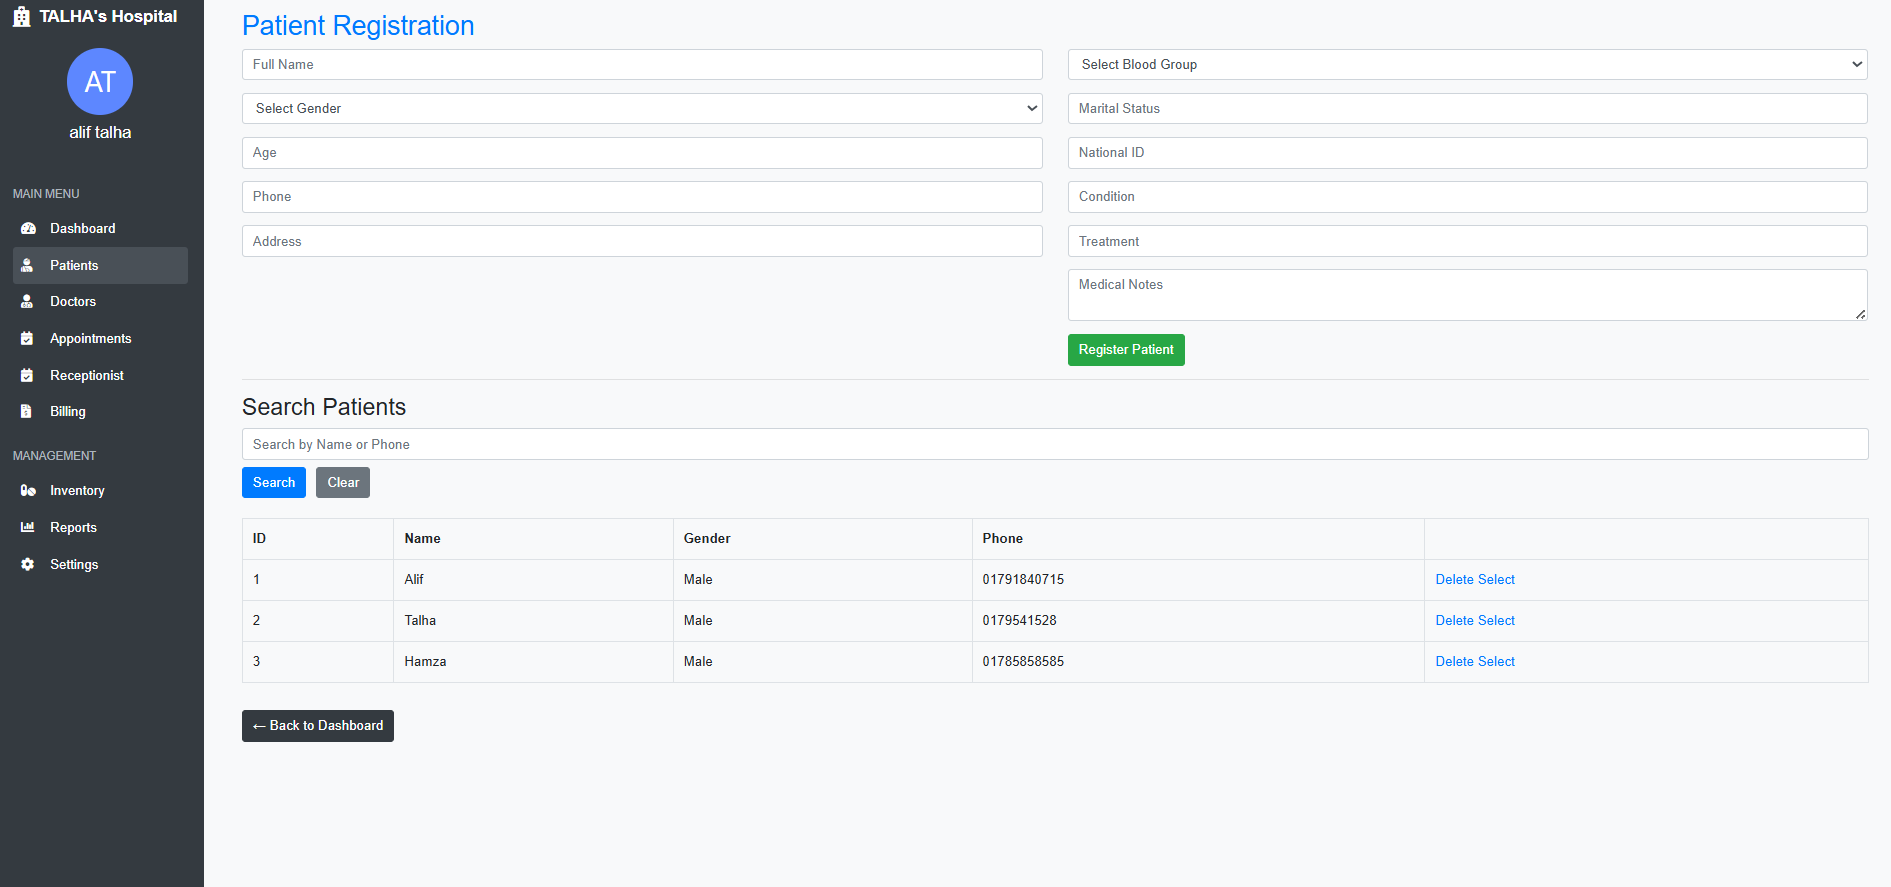 TALHA's Hospital
AT
alif talha
MAIN MENU
Dashboard
Patients
Doctors
Appointments
Receptionist
Billing
MANAGEMENT
Inventory
Reports
Settings
Patient Registration
Full Name
Select Gender
Age
Phone
Address
Select Blood Group
Marital Status
National ID
Condition
Treatment
Medical Notes
Register Patient
Search Patients
Search by Name or Phone
Search Clear
ID Name Gender Phone
1 Alif Male 01791840715 Delete Select
2 Talha Male 0179541528 Delete Select
3 Hamza Male 01785858585 Delete Select
← Back to Dashboard